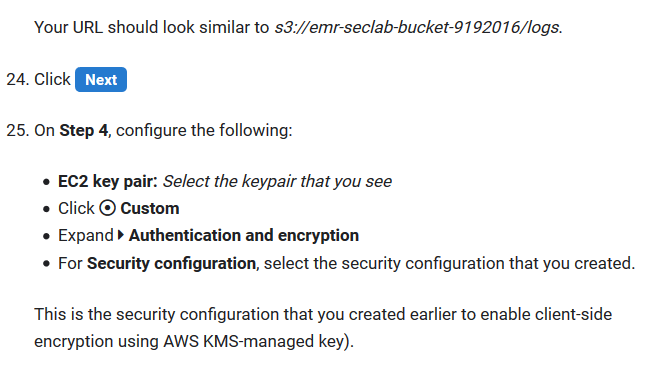 Your URL should look similar to s3://emr-seclab-bucket-9192016/logs.
24. Click Next
25. On Step 4, configure the following:
• EC2 key pair: Select the keypair that you see
• Click Custom
• Expand Authentication and encryption
• For Security configuration, select the security configuration that you created.
This is the security configuration that you created earlier to enable client-side
encryption using AWS KMS-managed key).